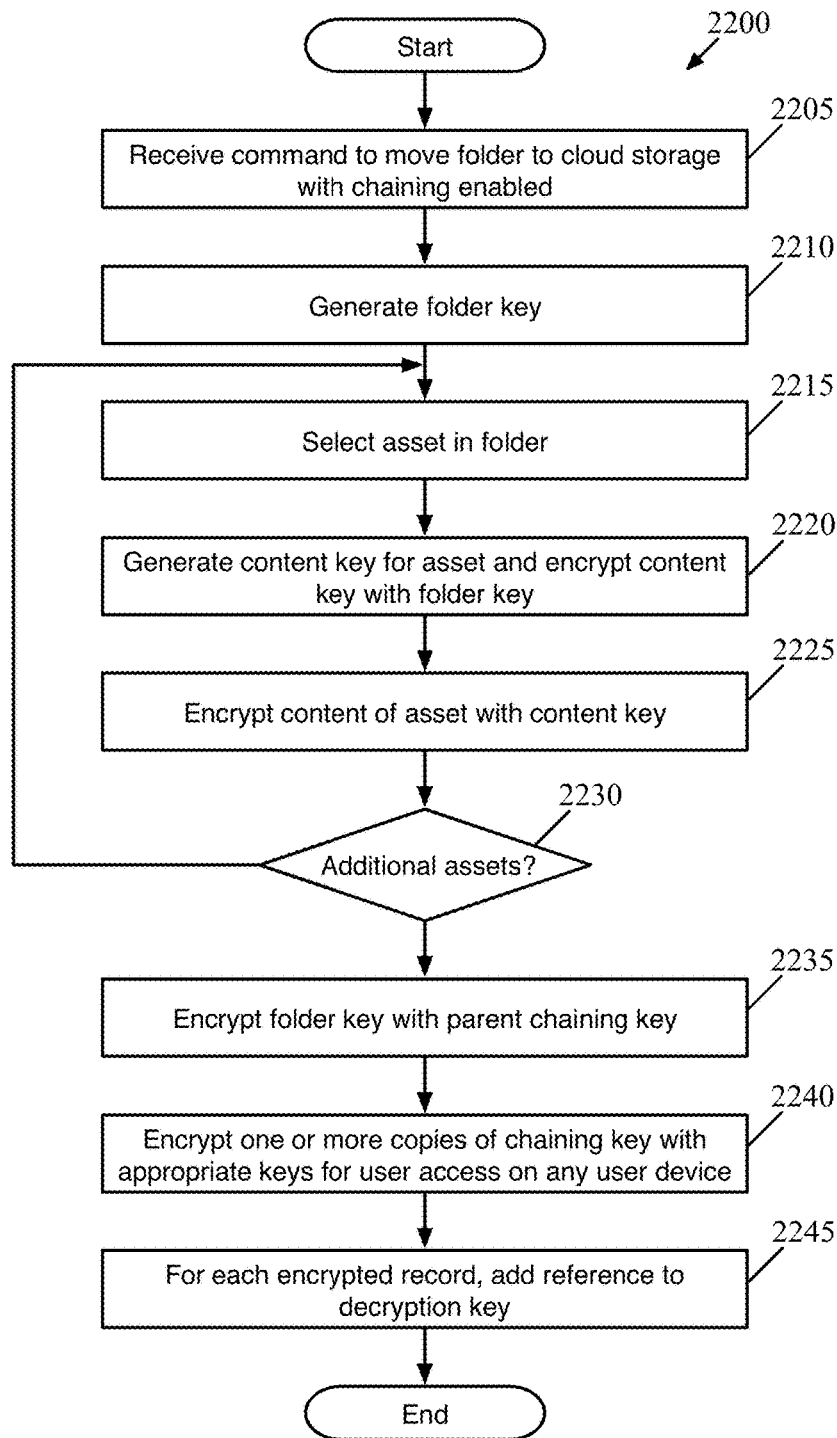 Start
2200
2205
Receive command to move folder to cloud storage
with chaining enabled
2210
Generate folder key
2215
Select asset in folder
2220
Generate content key for asset and encrypt content
key with folder key
2225
Encrypt content of asset with content key
2230
Additional assets?
2235
Encrypt folder key with parent chaining key
2240
Encrypt one or more copies of chaining key with
appropriate keys for user access on any user device
2245
For each encrypted record, add reference to
decryption key
End